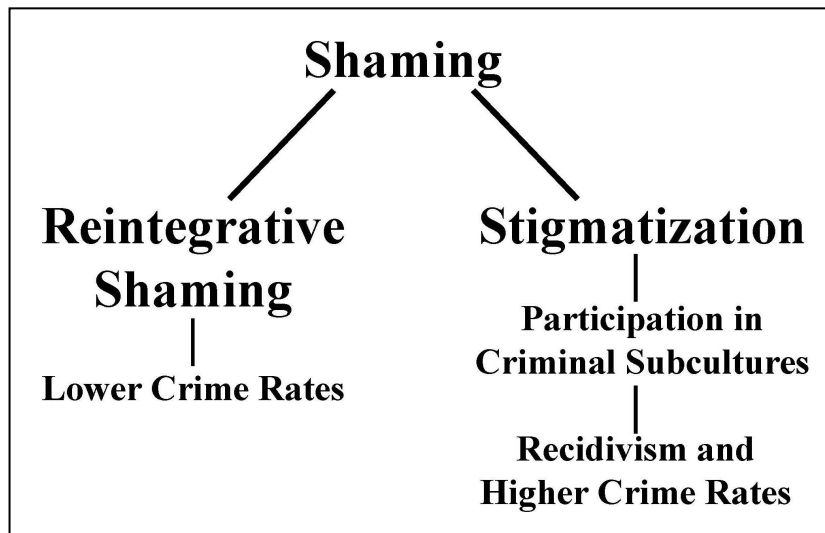 Shaming
Reintegrative
Shaming
Lower Crime Rates
Stigmatization
Participation in
Criminal Subcultures
Recidivism and
Higher Crime Rates